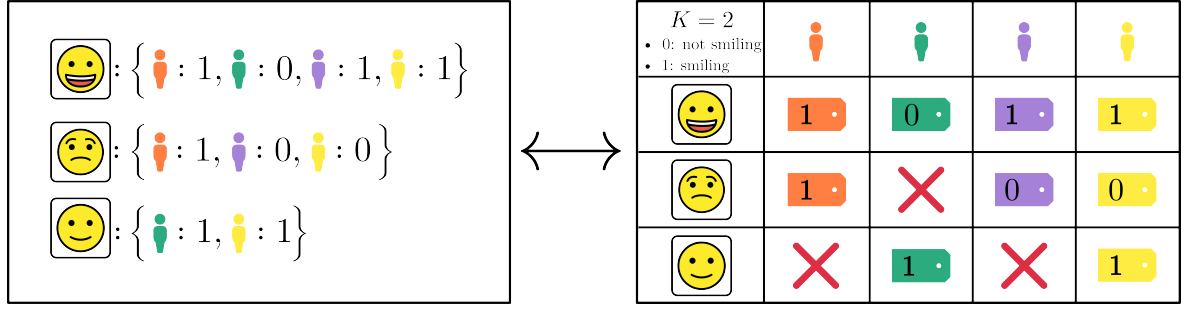 : { : 1, : 0, : 1, : 1}
: { : 1, : 0, : 0}
: { : 1, : 1}
K = 2
• 0: not smiling
• 1: smiling
1 0 1 1
1 0 0
1 1